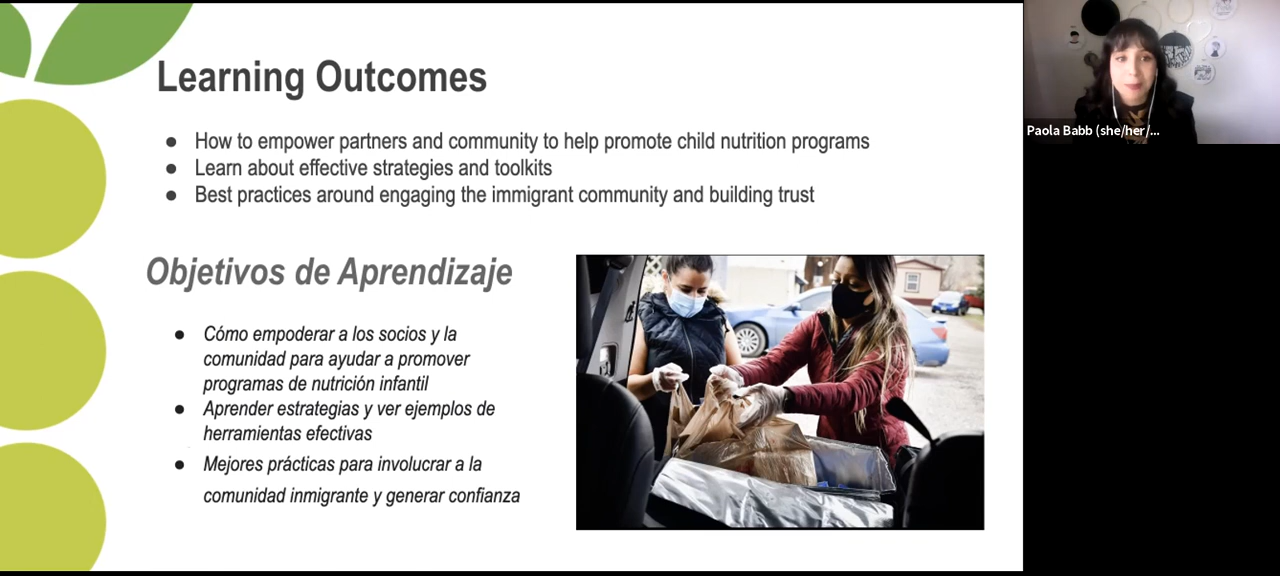 Learning Outcomes
● How to empower partners and community to help promote child nutrition programs
● Learn about effective strategies and toolkits
● Best practices around engaging the immigrant community and building trust
Objetivos de Aprendizaje
● Cómo empoderar a los socios y la
comunidad para ayudar a promover
programas de nutrición infantil
● Aprender estrategias y ver ejemplos de
herramientas efectivas
● Mejores prácticas para involucrar a la
comunidad inmigrante y generar confianza
Paola Babb (she/her/...